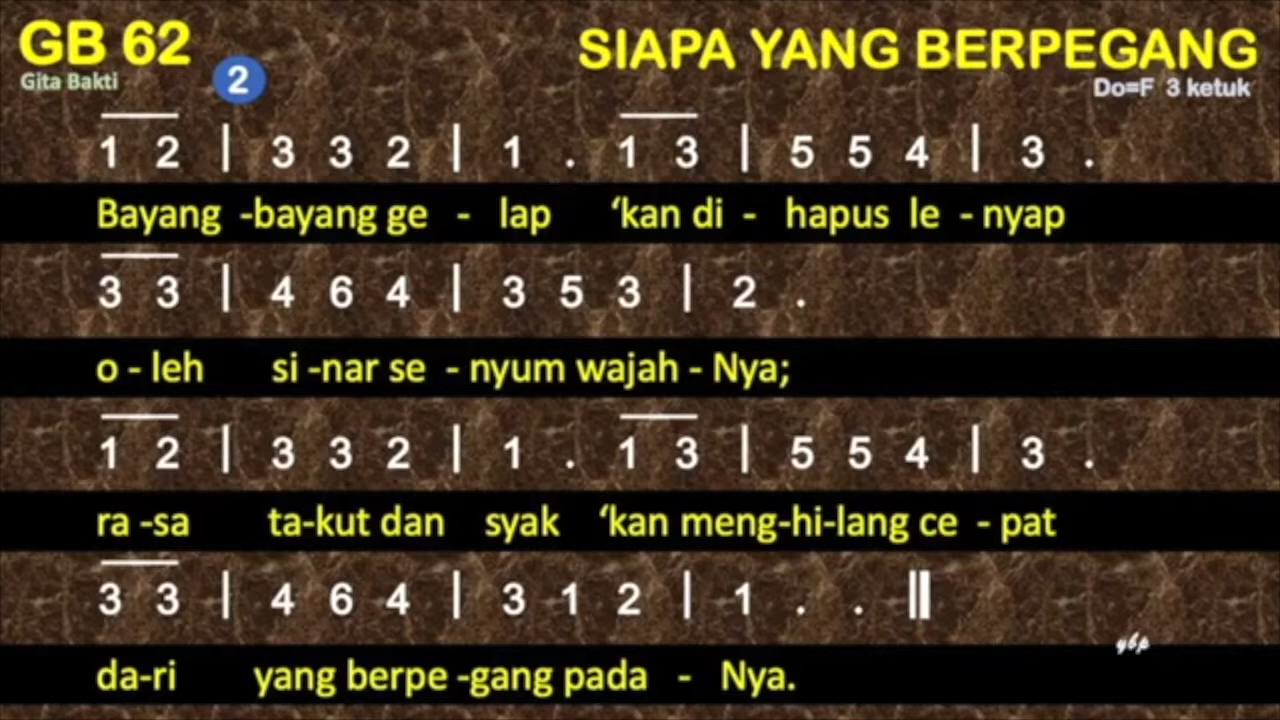 GB 62
SIAPA YANG BERPEGANG
Gita Bakti
2
Do=F 3 ketuk
1 2 | 3 3 2 | 1 . 1 3 | 5 5 4 | 3 .
Bayang -bayang ge - lap ‘kan di - hapus le - nyap
3 3 | 4 6 4 | 3 5 3 | 2 .
o - leh si -nar se - nyum wajah - Nya;
1 2 | 3 3 2 | 1 . 1 3 | 5 5 4 | 3 .
ra -sa ta-kut dan syak ‘kan meng-hi-lang ce - pat
3 3 | 4 6 4 | 3 1 2 | 1 . . ||
ybp
da-ri yang berpe -gang pada - Nya.